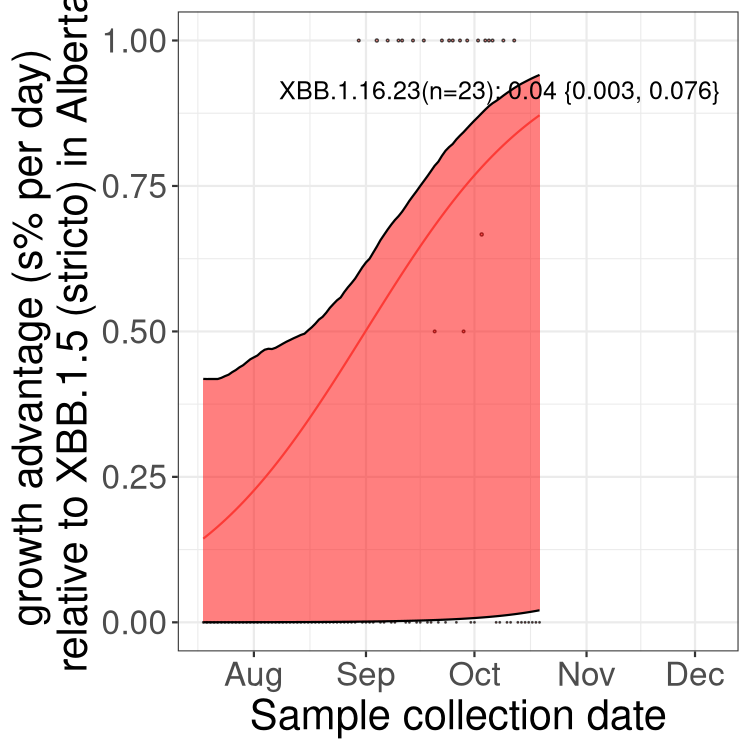 growth advantage (s% per day)
relative to XBB.1.5 (stricto) in Alberta
1.00
0.75
0.50
0.25
0.00
XBB.1.16.23(n=23): 0.04 {0.003, 0.076}
Aug Sep Oct Nov Dec
Sample collection date